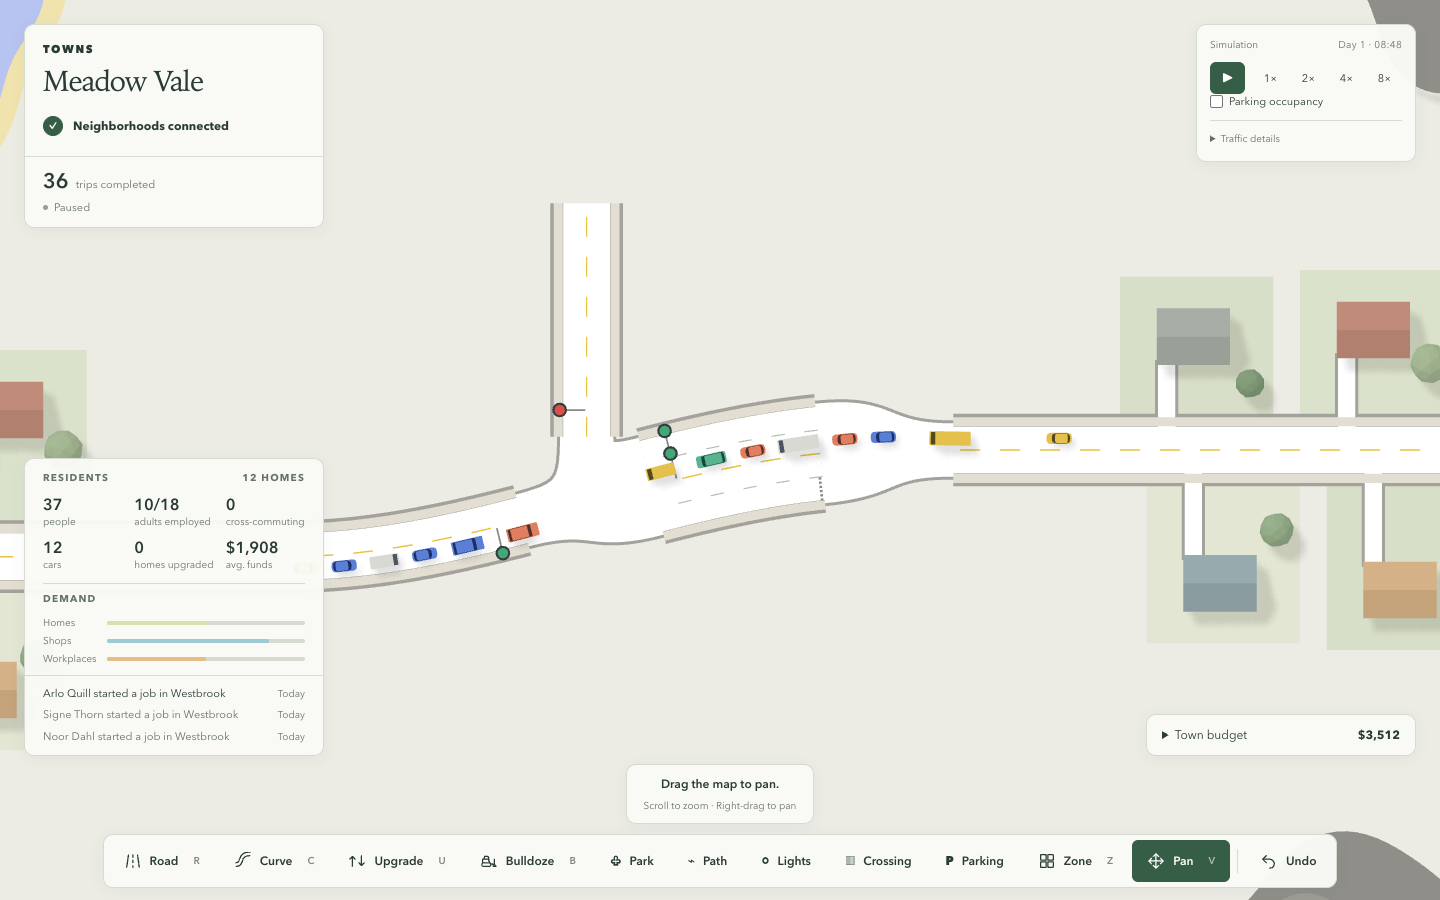 TOWNS
Meadow Vale
Neighborhoods connected
36 trips completed
Paused
Simulation Day 1 · 08:48
1× 2× 4× 8×
Parking occupancy
Traffic details
RESIDENTS 12 HOMES
37 10/18 0
people adults employed cross-commuting
12 0 $1,908
cars homes upgraded avg. funds
DEMAND
Homes
Shops
Workplaces
Arlo Quill started a job in Westbrook Today
Signe Thorn started a job in Westbrook Today
Noor Dahl started a job in Westbrook Today
Town budget $3,512
Drag the map to pan.
Scroll to zoom · Right-drag to pan
Road R Curve C Upgrade U Bulldoze B Park Path Lights Crossing P Parking Zone Z Pan V Undo